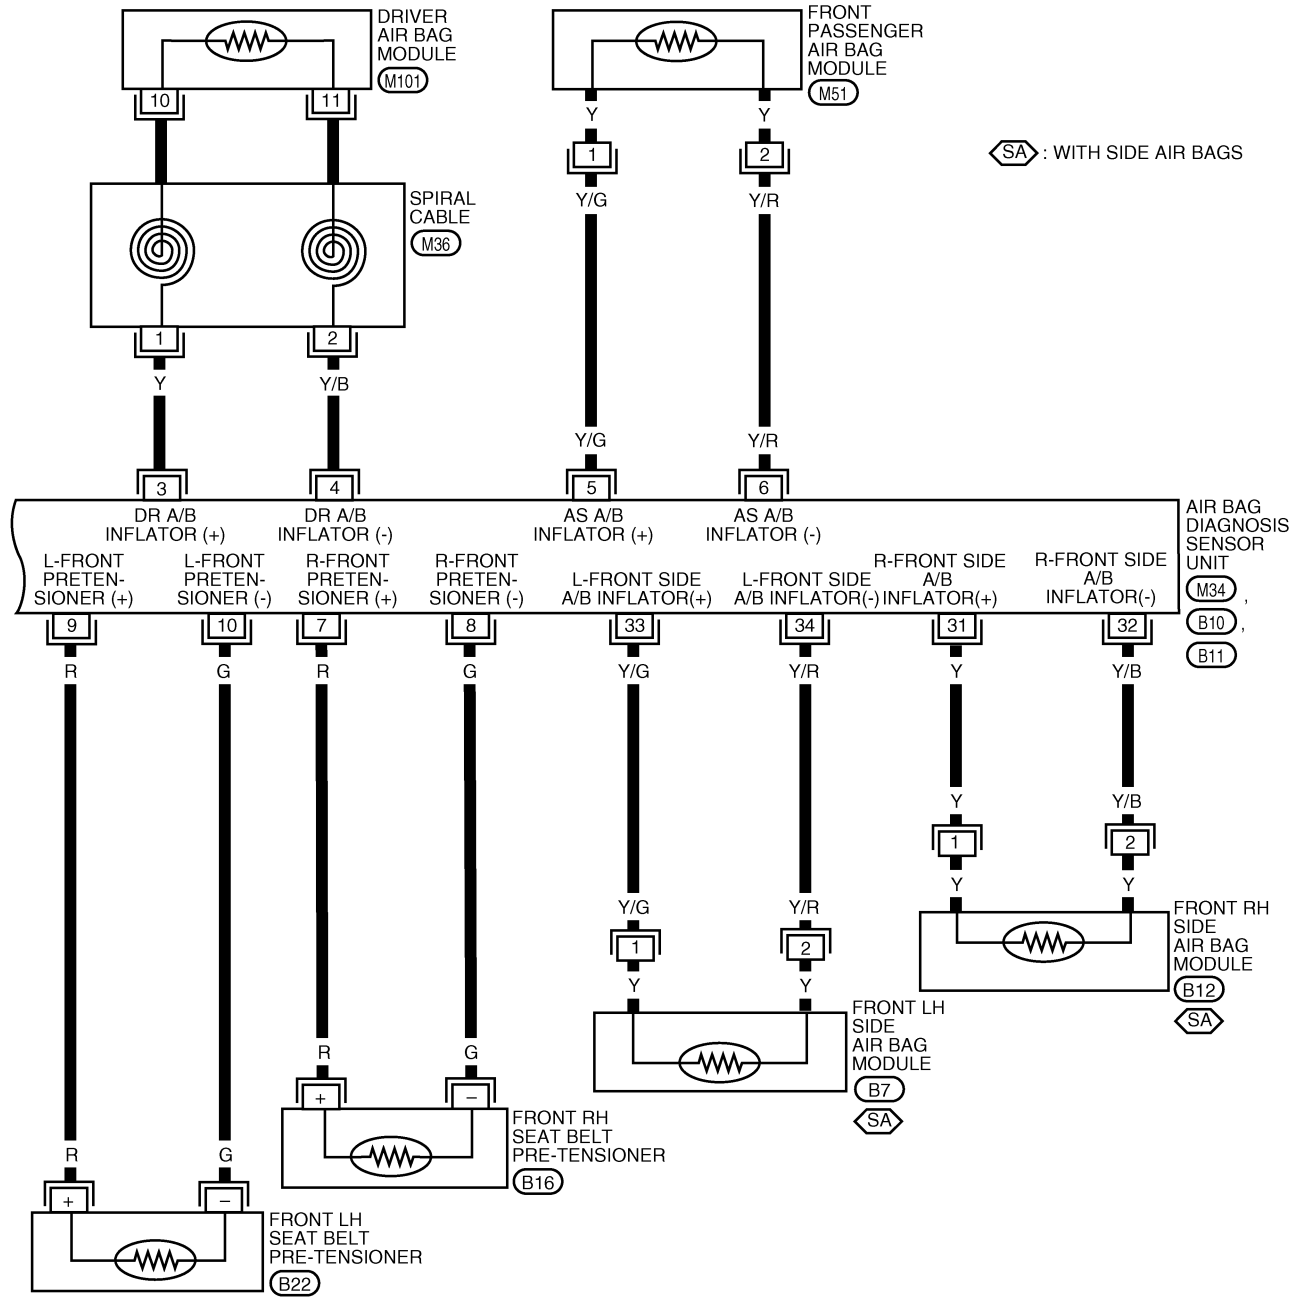 DRIVER
AIR BAG
MODULE
M101
10
11
FRONT
PASSENGER
AIR BAG
MODULE
M51
Y
Y
1
2
Y/G
Y/R
SA : WITH SIDE AIR BAGS
SPIRAL
CABLE
M36
1
2
Y
Y/B
Y/G
Y/R
3
4
5
6
DR A/B
INFLATOR (+)
DR A/B
INFLATOR (-)
AS A/B
INFLATOR (+)
AS A/B
INFLATOR (-)
AIR BAG
DIAGNOSIS
SENSOR
UNIT
M34 ,
B10 ,
B11
L-FRONT
PRETEN-
SIONER (+)
L-FRONT
PRETEN-
SIONER (-)
R-FRONT
PRETEN-
SIONER (+)
R-FRONT
PRETEN-
SIONER (-)
L-FRONT SIDE
A/B INFLATOR(+)
L-FRONT SIDE
A/B INFLATOR(-)
R-FRONT SIDE
A/B
INFLATOR(+)
R-FRONT SIDE
A/B
INFLATOR(-)
9
10
7
8
33
34
31
32
R
G
R
G
Y/G
Y/R
Y
Y/B
Y
Y/B
1
2
Y
Y
FRONT RH
SIDE
AIR BAG
MODULE
B12
SA
Y/G
Y/R
1
2
Y
Y
FRONT LH
SIDE
AIR BAG
MODULE
B7
SA
R
G
+
−
FRONT RH
SEAT BELT
PRE-TENSIONER
B16
R
G
+
−
FRONT LH
SEAT BELT
PRE-TENSIONER
B22